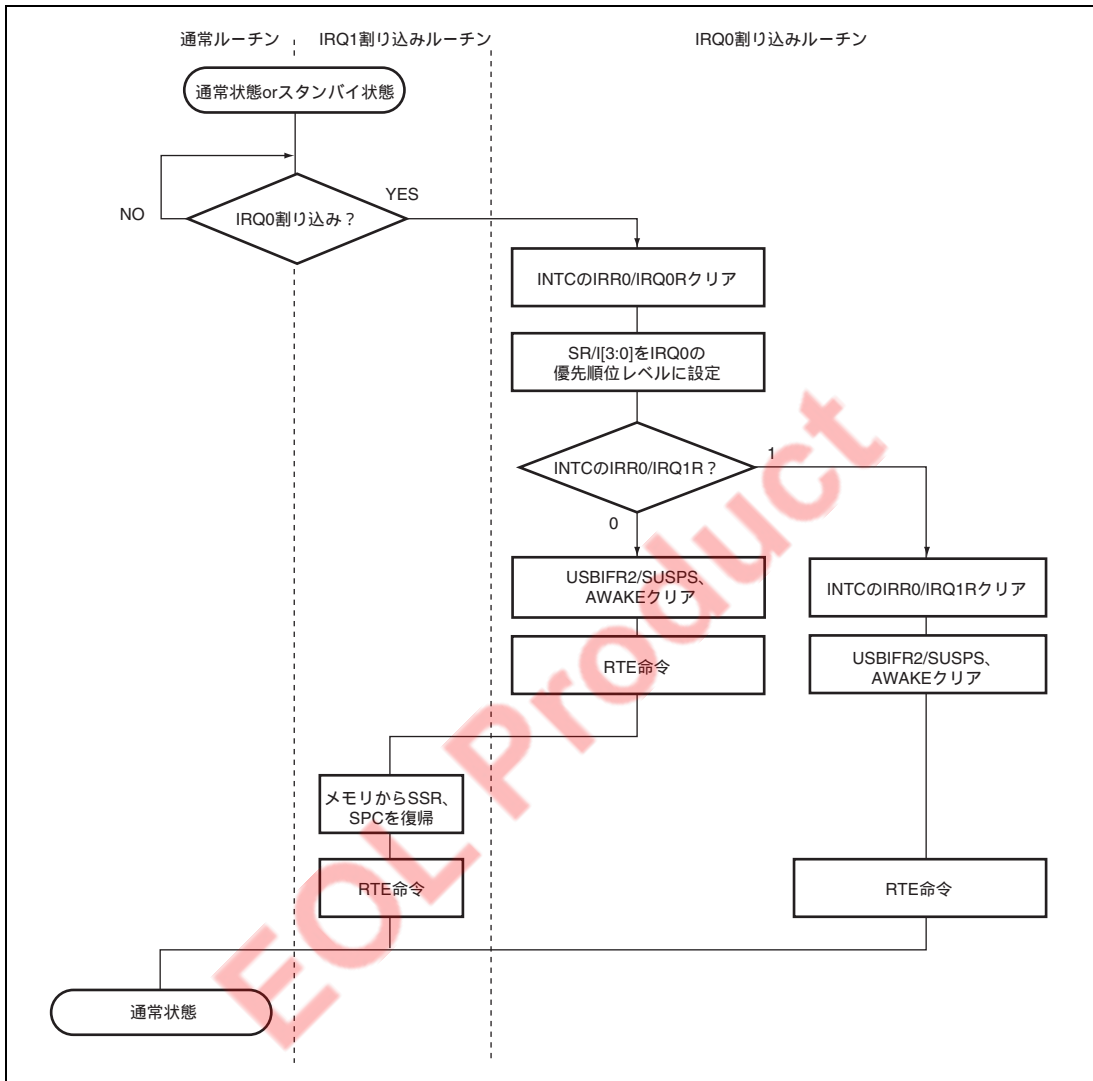 通常ルーチン
IRQ1割り込みルーチン
IRQ0割り込みルーチン
通常状態orスタンバイ状態
NO
IRQ0割り込み？
YES
INTCのIRR0/IRQ0Rクリア
SR/I[3:0]をIRQ0の
優先順位レベルに設定
INTCのIRR0/IRQ1R？
1
0
USBIFR2/SUSPS、
AWAKEクリア
INTCのIRR0/IRQ1Rクリア
RTE命令
USBIFR2/SUSPS、
AWAKEクリア
メモリからSSR、
SPCを復帰
RTE命令
RTE命令
通常状態
EOL Product